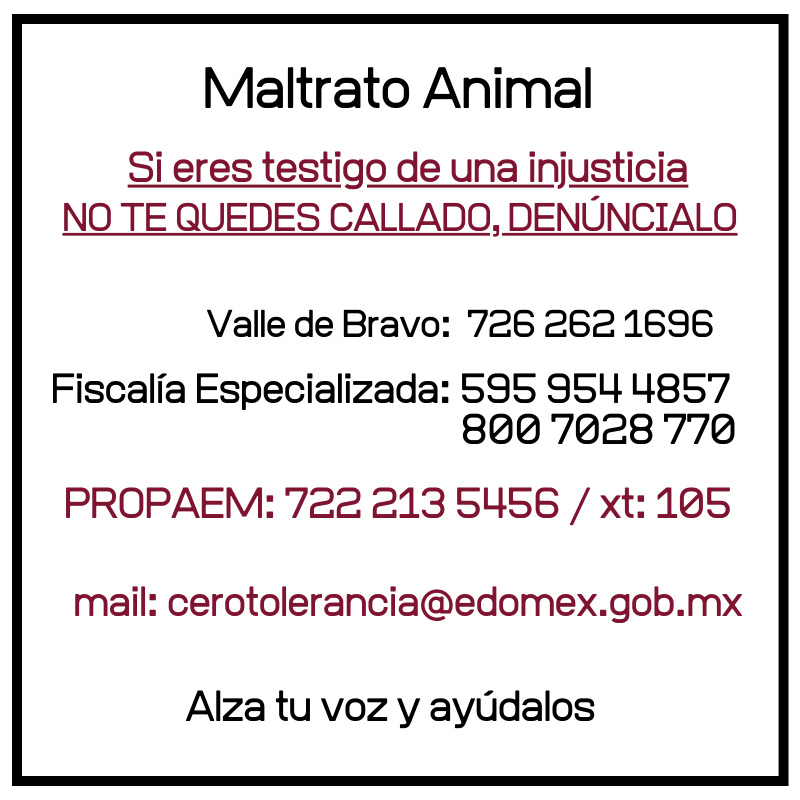 Maltrato Animal
Si eres testigo de una injusticia
NO TE QUEDES CALLADO, DENÚNCIALO
Valle de Bravo: 726 262 1696
Fiscalía Especializada: 595 954 4857
800 7028 770
PROPAEM: 722 213 5456 / xt: 105
mail: cerotolerancia@edomex.gob.mx
Alza tu voz y ayúdalos